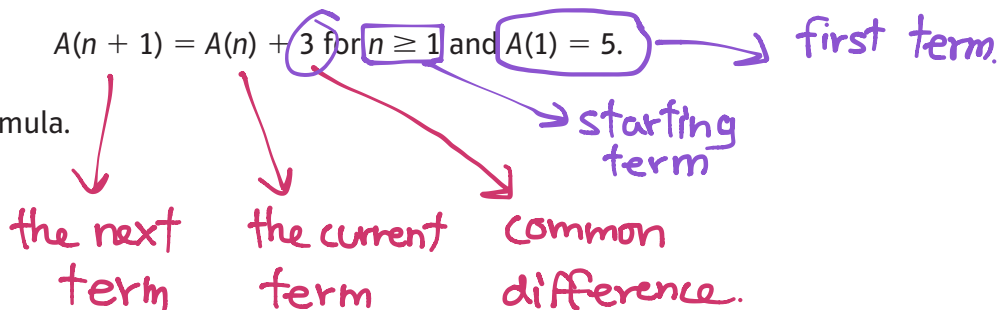 A(n + 1) = A(n) + 3 for n ≥ 1 and A(1) = 5.
first term.
mula.
starting
term
the next
term
the current
term
common
difference.